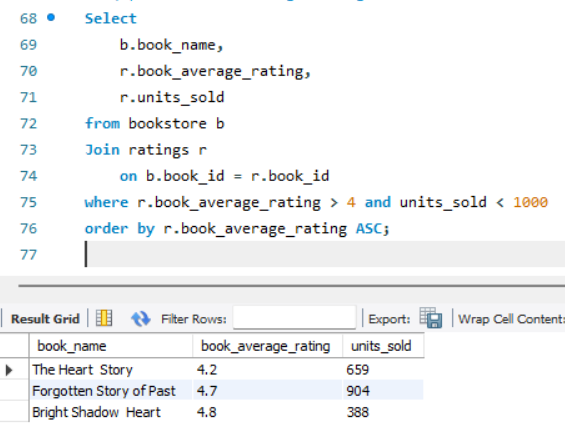 68 Select
69 b.book_name,
70 r.book_average_rating,
71 r.units_sold
72 from bookstore b
73 Join ratings r
74 on b.book_id = r.book_id
75 where r.book_average_rating > 4 and units_sold < 1000
76 order by r.book_average_rating ASC;
77
Result Grid Filter Rows: Export: Wrap Cell Content:
book_name book_average_rating units_sold
The Heart Story 4.2 659
Forgotten Story of Past 4.7 904
Bright Shadow Heart 4.8 388